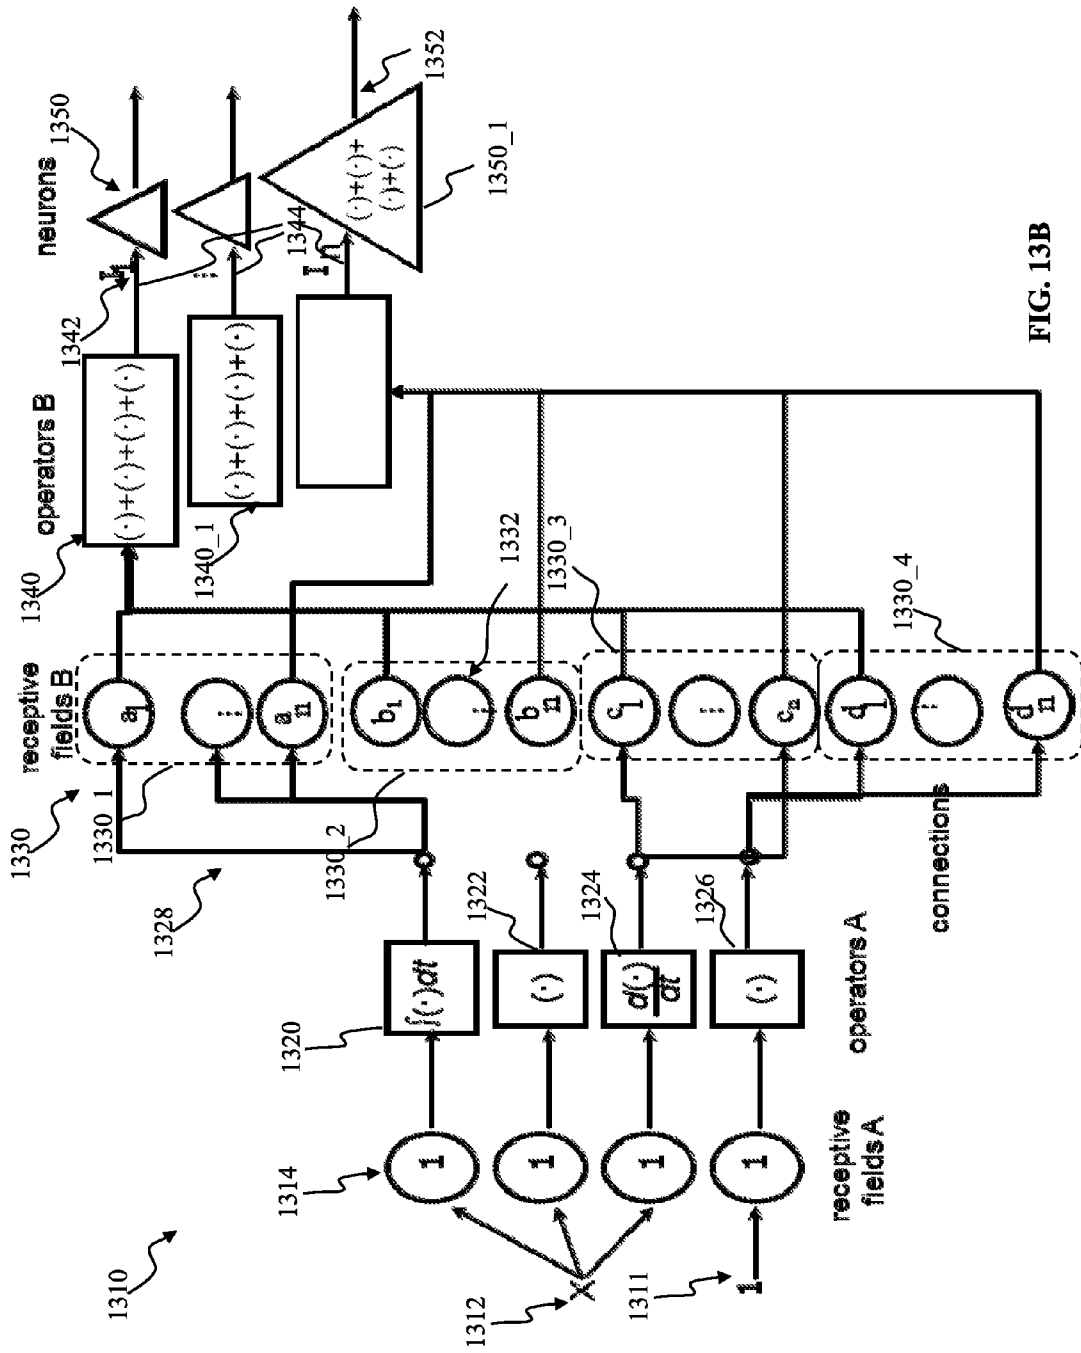 1310
1312
X
1311
1
1314
1
1
1
1
receptive
fields A
1320
∫(·)dt
1322
(·)
1324
d(·)
dt
1326
(·)
operators A
1328
connections
1330
receptive
fields B
1330_1
a1
⋮
an
1330_2
b1
⋮
bn
1332
1330_3
c1
⋮
cn
1330_4
d1
⋮
dn
operators B
1340
(·)+(·)+(·)+(·)
1340_1
(·)+(·)+(·)+(·)
1342
I1
⋮
1344
In
neurons
1350
(·)+(·)+
(·)+(·)
1350_1
1352
FIG. 13B